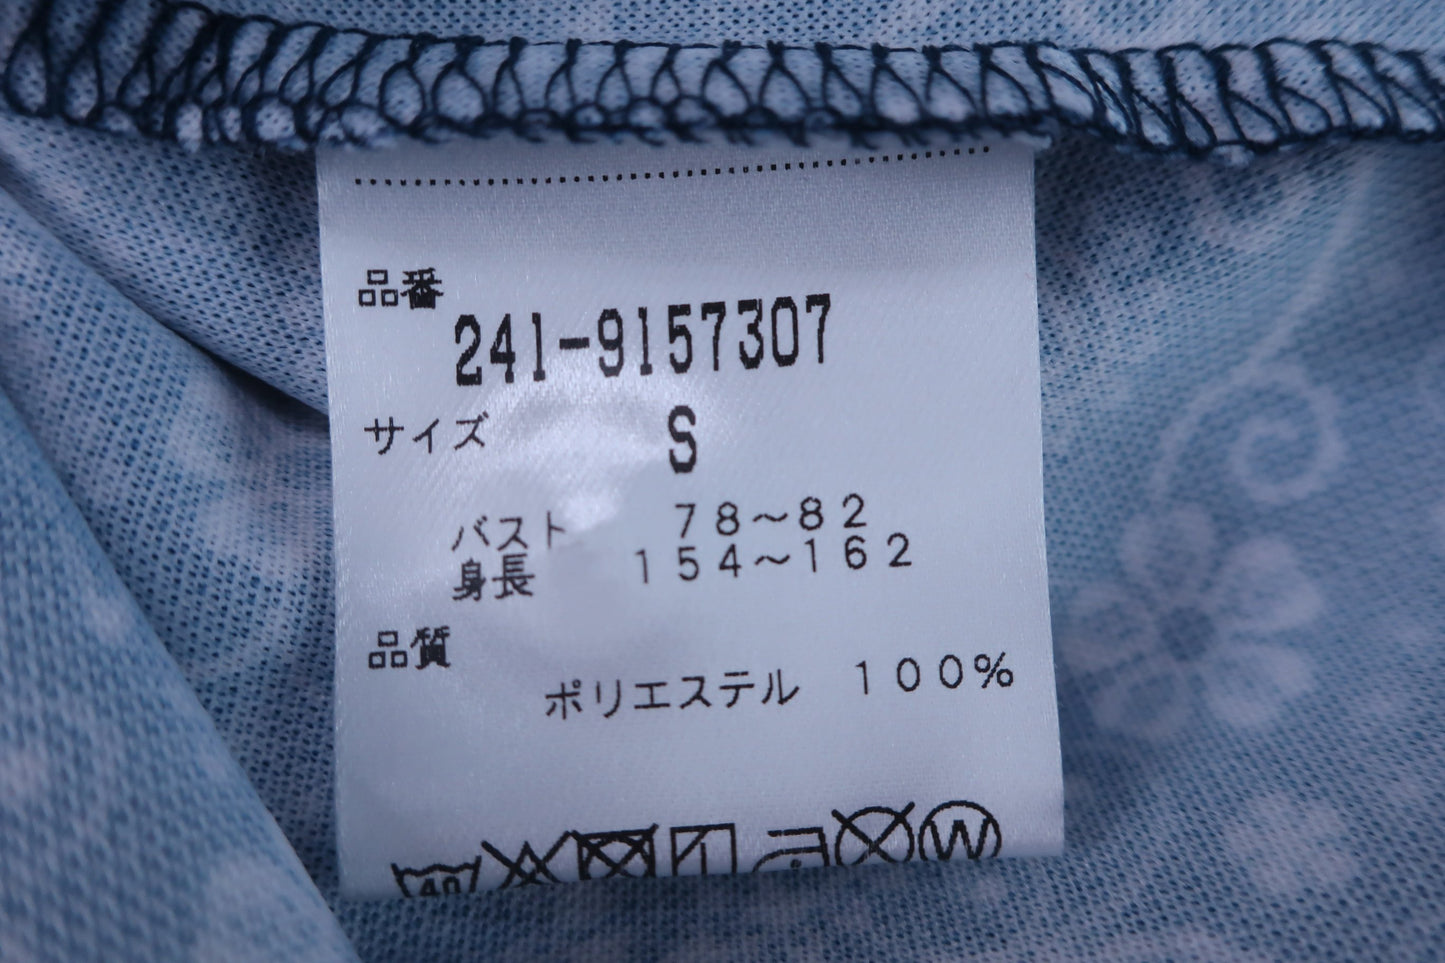 品番
241-9157307
サイズ S
バスト 78〜82
身長 154〜162
品質
ポリエステル 100%
40
W